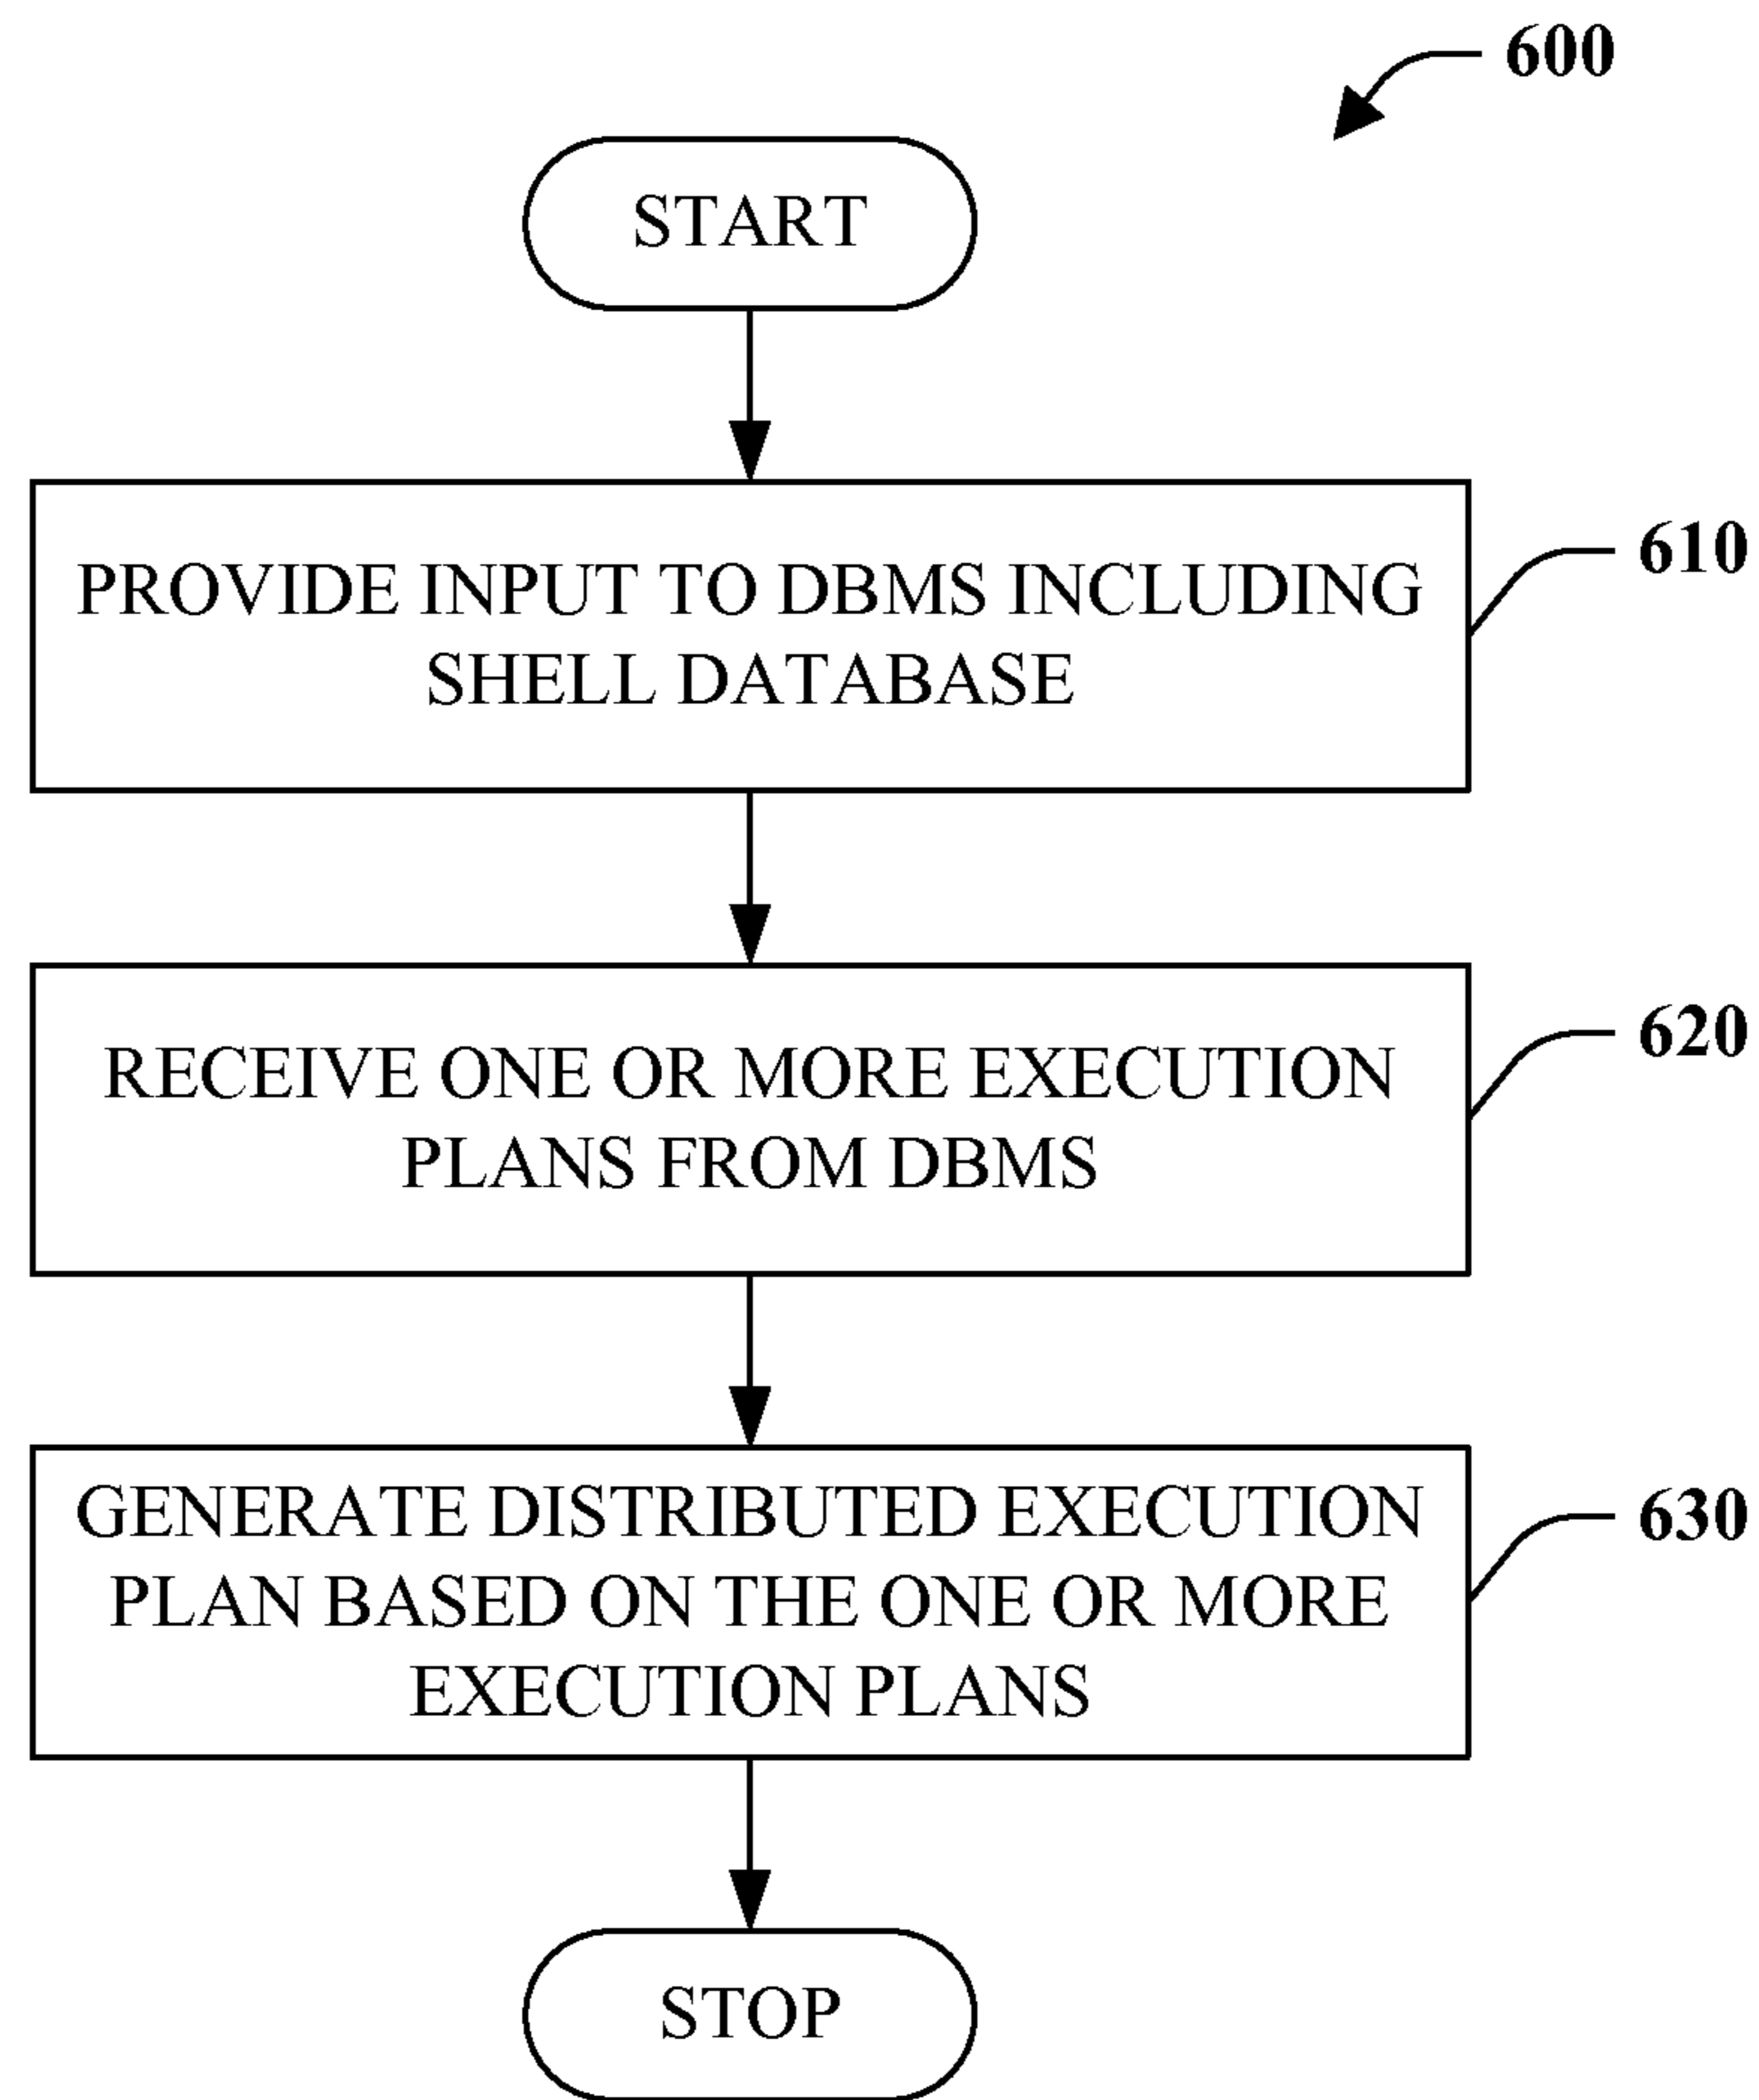 600
START
PROVIDE INPUT TO DBMS INCLUDING
SHELL DATABASE
610
RECEIVE ONE OR MORE EXECUTION
PLANS FROM DBMS
620
GENERATE DISTRIBUTED EXECUTION
PLAN BASED ON THE ONE OR MORE
EXECUTION PLANS
630
STOP